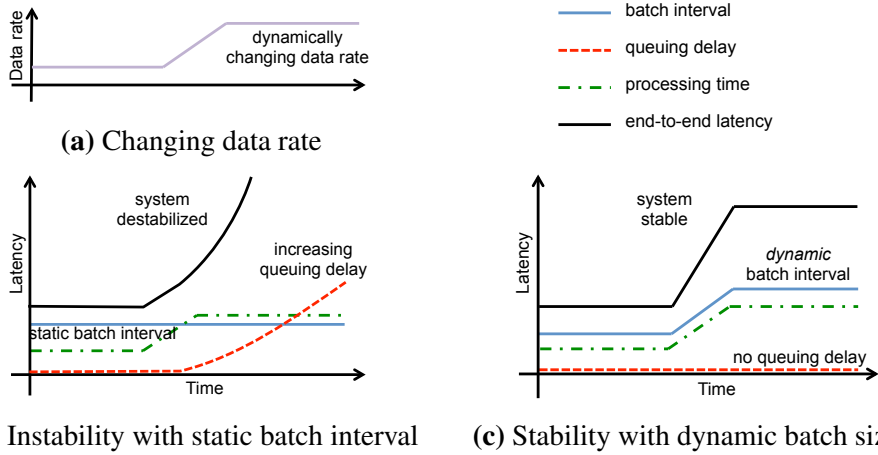 Data rate
dynamically
changing data rate
(a) Changing data rate
batch interval
queuing delay
processing time
end-to-end latency
Latency
system
destabilized
increasing
queuing delay
static batch interval
Time
Instability with static batch interval
Latency
system
stable
dynamic
batch interval
no queuing delay
Time
(c) Stability with dynamic batch siz